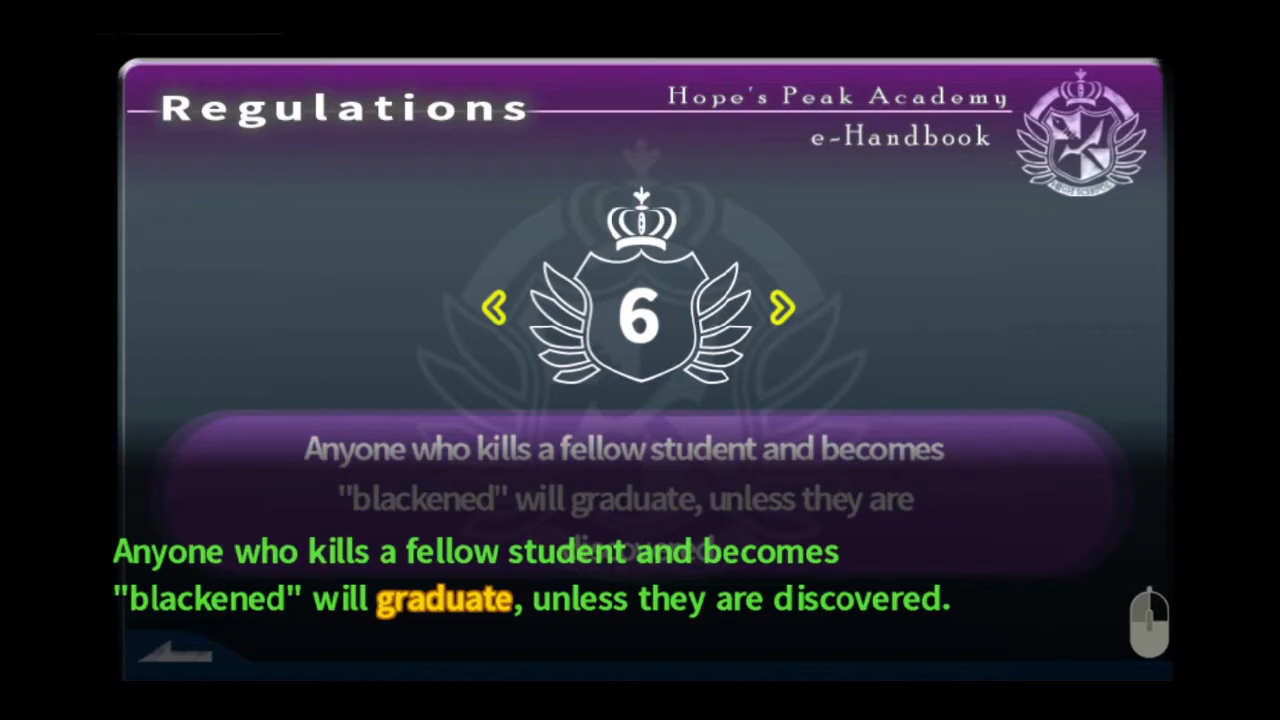 Regulations
Hope's Peak Academy
e-Handbook
6
Anyone who kills a fellow student and becomes
"blackened" will graduate, unless they are
discovered.
Anyone who kills a fellow student and becomes
"blackened" will graduate, unless they are discovered.